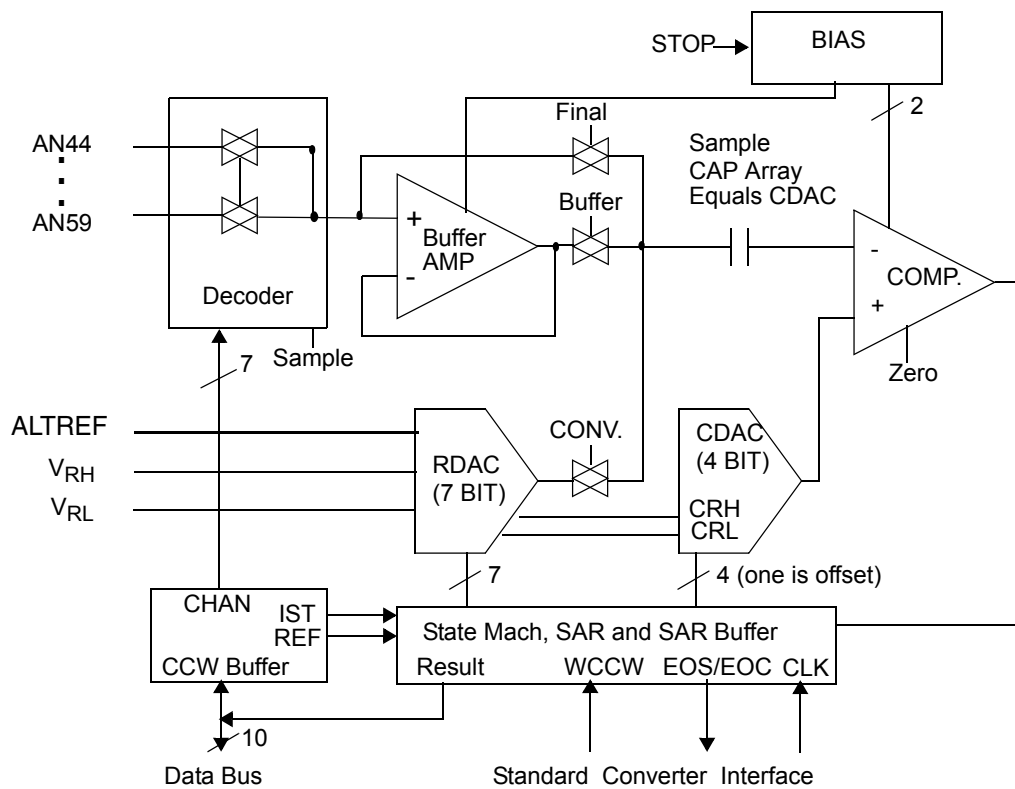 STOP
BIAS
2
AN44
AN59
Decoder
Sample
7
Final
Buffer
+
Buffer
AMP
-
Sample
CAP Array
Equals CDAC
-
COMP.
+
Zero
ALTREF
VRH
VRL
RDAC
(7 BIT)
CONV.
CDAC
(4 BIT)
CRH
CRL
7
4 (one is offset)
CHAN
IST
REF
CCW Buffer
State Mach, SAR and SAR Buffer
Result
WCCW
EOS/EOC
CLK
10
Data Bus
Standard Converter Interface